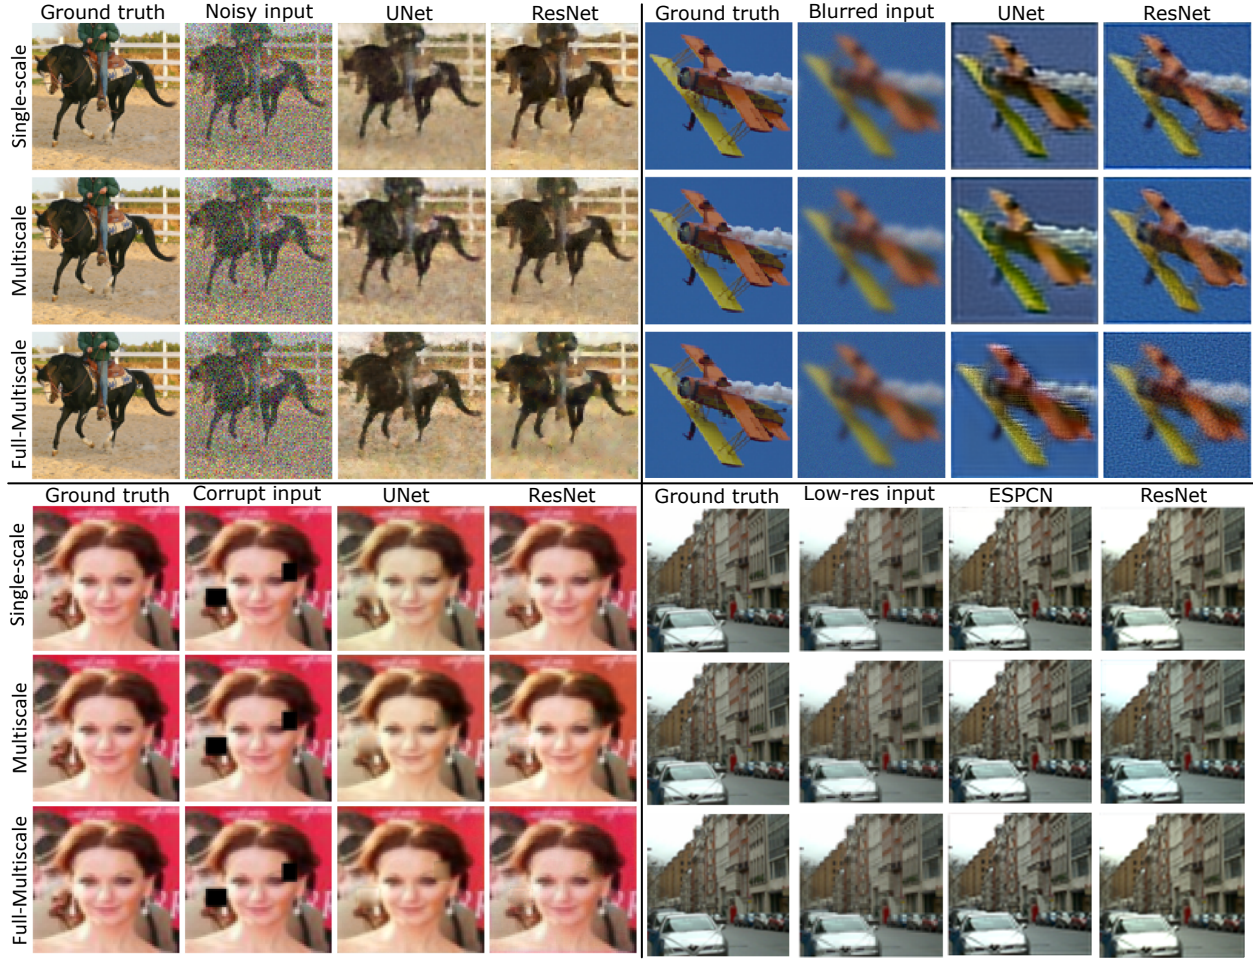 Ground truth Noisy input UNet ResNet
Single-scale
Multiscale
Full-Multiscale
Ground truth Blurred input UNet ResNet
Ground truth Corrupt input UNet ResNet
Single-scale
Multiscale
Full-Multiscale
Ground truth Low-res input ESPCN ResNet